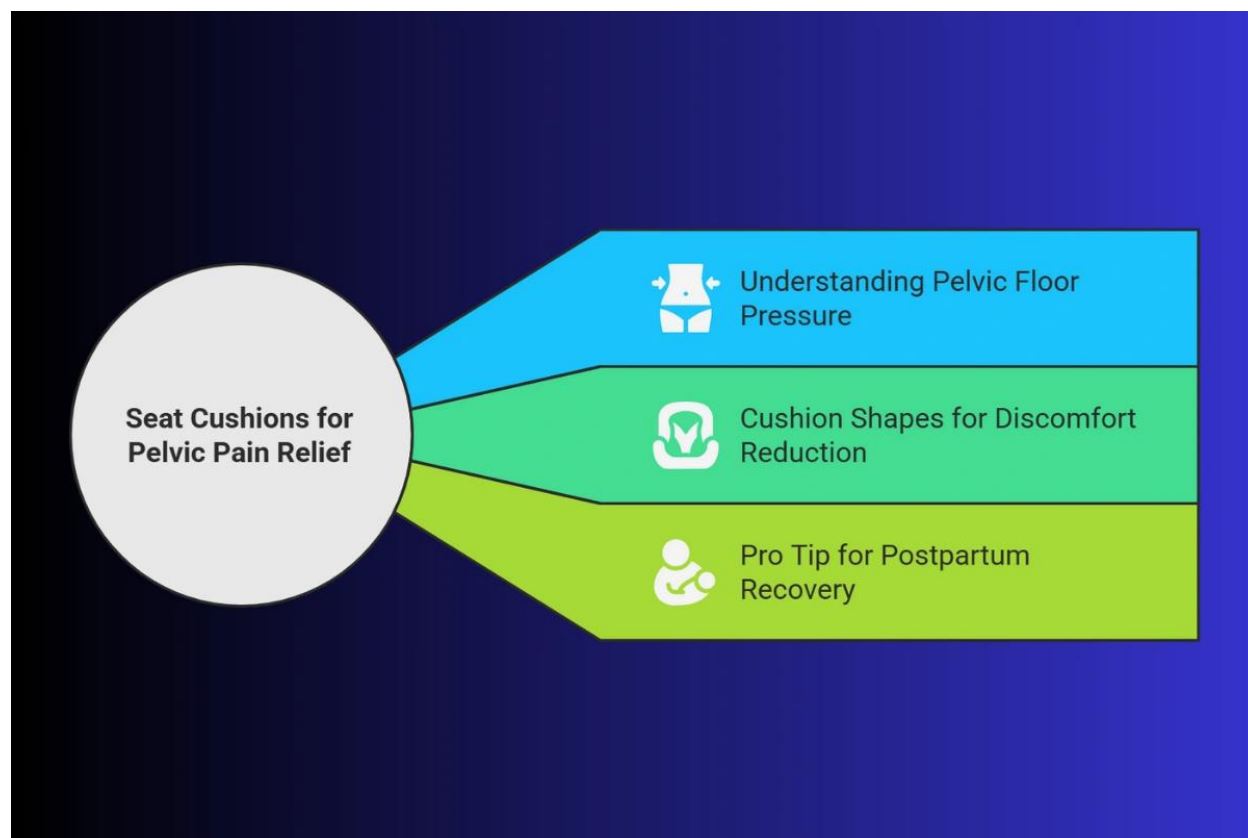 Seat Cushions for
Pelvic Pain Relief
Understanding Pelvic Floor
Pressure
Cushion Shapes for Discomfort
Reduction
Pro Tip for Postpartum
Recovery